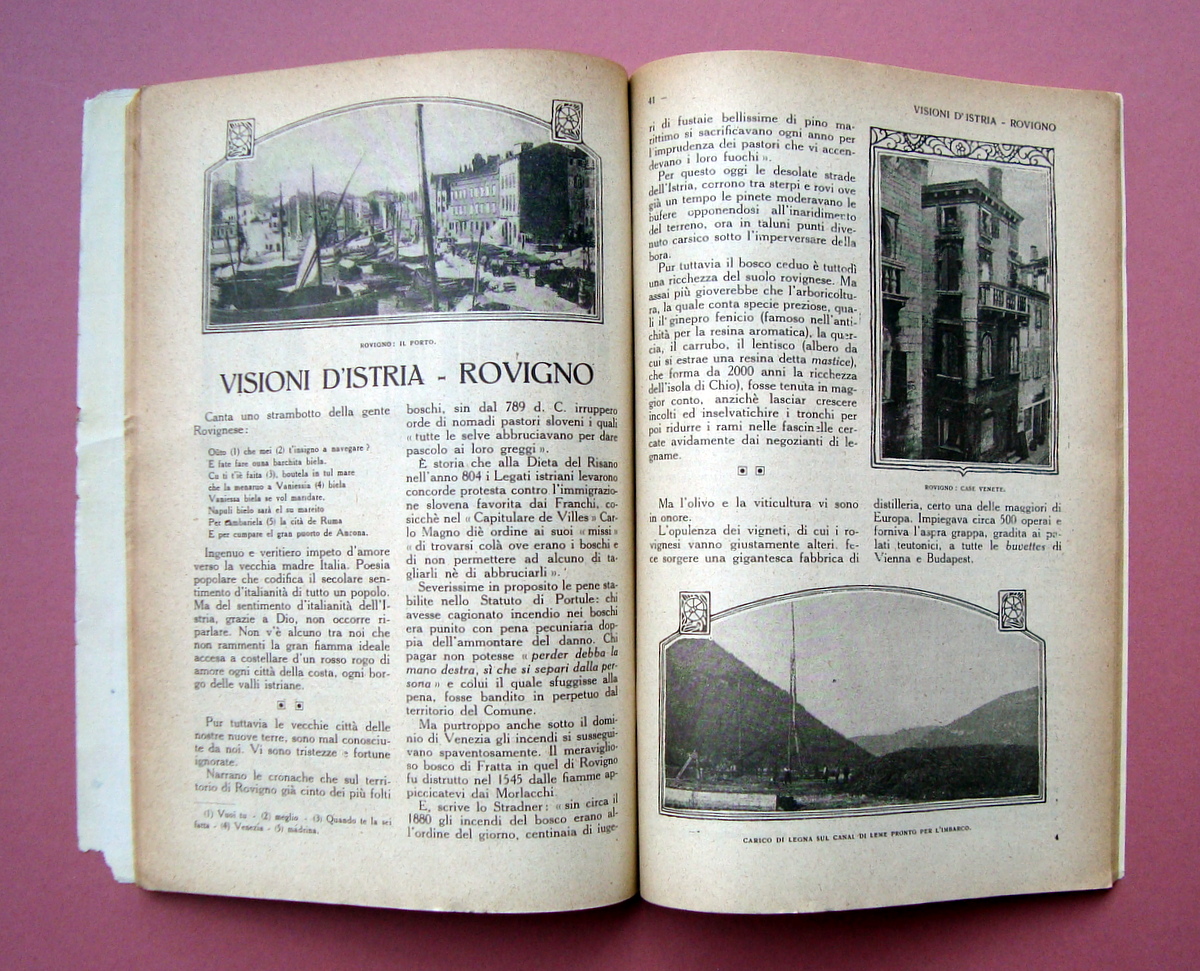 ROVIGNO: IL PORTO.
VISIONI D'ISTRIA - ROVIGNO
Canta uno strambotto della gente
Rovignese:
(1) che mei (2) t'insigno a navegare?
E fate fare ouna barchita biela.
Co ti t'iè faita (3), boutela in tul mare
che la menaruo a Vaniessia (4) biela
Vaniessa biela se vol mandare.
Napuli bielo sarà el su mareito
Per cambariela (5) la cità de Ruma
E per cumpare el gran puorto de Ancona.
Ingenuo e veritiero impeto d'amore
verso la vecchia madre Italia. Poesia
popolare che codifica il secolare sen-
timento d'italianità di tutto un popolo.
Ma del sentimento d'italianità dell'I-
stria, grazie a Dio, non occorre ri-
parlare. Non v'è alcuno tra noi che
non rammenti la gran fiamma ideale
accesa a costellare d'un rosso rogo di
amore ogni città della costa, ogni bor-
go delle valli istriane.
Pur tuttavia le vecchie città delle
nostre nuove terre, sono mal conosciu-
te da noi. Vi sono tristezze e fortune
ignorate.
Narrano le cronache che sul terri-
torio di Rovigno già cinto dei più folti
(1) Vuoi tu - (2) meglio - (3) Quando te la sei
fatta - (4) Venezia - (5) madrina.
boschi, sin dal 789 d. C. irruppero
orde di nomadi pastori sloveni i quali
« tutte le selve abbruciavano per dare
pascolo ai loro greggi ».
È storia che alla Dieta del Risano
nell'anno 804 i Legati istriani levarono
concorde protesta contro l'immigrazio-
ne slovena favorita dai Franchi, co-
sicchè nel « Capitulare de Villes » Car-
lo Magno diè ordine ai suoi « missi »
« di trovarsi colà ove erano i boschi e
di non permettere ad alcuno di ta-
gliarli nè di abbruciarli ».
Severissime in proposito le pene sta-
bilite nello Statuto di Portule: chi
avesse cagionato incendio nei boschi
era punito con pena pecuniaria dop-
pia dell'ammontare del danno. Chi
pagar non potesse « perder debba la
mano destra, sì che si separi dalla per-
sona » e colui il quale sfuggisse alla
pena, fosse bandito in perpetuo dal
territorio del Comune.
Ma purtroppo anche sotto il domi-
nio di Venezia gli incendi si sussegui-
vano spaventosamente. Il meraviglio-
so bosco di Fratta in quel di Rovigno
fu distrutto nel 1545 dalle fiamme ap-
piccatevi dai Morlacchi.
E, scrive lo Stradner: « sin circa il
1880 gli incendi del bosco erano al-
l'ordine del giorno, centinaia di iuge-
41 —
VISIONI D'ISTRIA - ROVIGNO
ri di fustaie bellissime di pino ma-
rittimo si sacrificavano ogni anno per
l'imprudenza dei pastori che vi accen-
devano i loro fuochi ».
Per questo oggi le desolate strade
dell'Istria, corrono tra sterpi e rovi ove
già un tempo le pinete moderavano le
bufere opponendosi all'inaridimento
del terreno, ora in taluni punti dive-
nuto carsico sotto l'imperversare della
bora.
Pur tuttavia il bosco ceduo è tuttodì
una ricchezza del suolo rovignese. Ma
assai più gioverebbe che l'arboricoltu-
ra, la quale conta specie preziose, qua-
li il ginepro fenicio (famoso nell'anti-
chità per la resina aromatica), la quer-
cia, il carrubo, il lentisco (albero da
cui si estrae una resina detta mastice),
che forma da 2000 anni la ricchezza
dell'isola di Chio), fosse tenuta in mag-
gior conto, anzichè lasciar crescere
incolti ed inselvatichire i tronchi per
poi ridurre i rami nelle fascinelle cer-
cate avidamente dai negozianti di le-
gname.
ROVIGNO: CASE VENETE.
Ma l'olivo e la viticultura vi sono
in onore.
L'opulenza dei vigneti, di cui i ro-
vignesi vanno giustamente alteri, fe-
ce sorgere una gigantesca fabbrica di
distilleria, certo una delle maggiori di
Europa. Impiegava circa 500 operai e
forniva l'aspra grappa, gradita ai pa-
lati teutonici, a tutte le buvettes di
Vienna e Budapest.
CARICO DI LEGNA SUL CANAL DI LEME PRONTO PER L'IMBARCO.
4